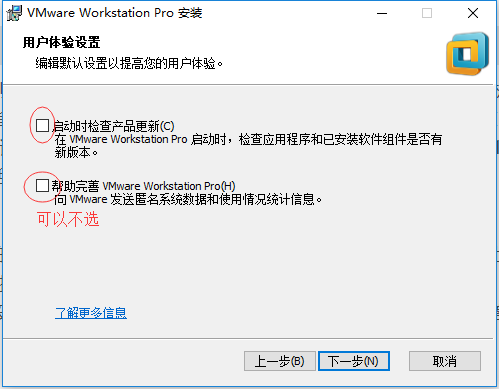 VMware Workstation Pro 安装
用户体验设置
编辑默认设置以提高您的用户体验。
启动时检查产品更新(C)
在 VMware Workstation Pro 启动时，检查应用程序和已安装软件组件是否有
新版本。
帮助完善 VMware Workstation Pro(H)
向 VMware 发送匿名系统数据和使用情况统计信息。
可以不选
了解更多信息
上一步(B)
下一步(N)
取消